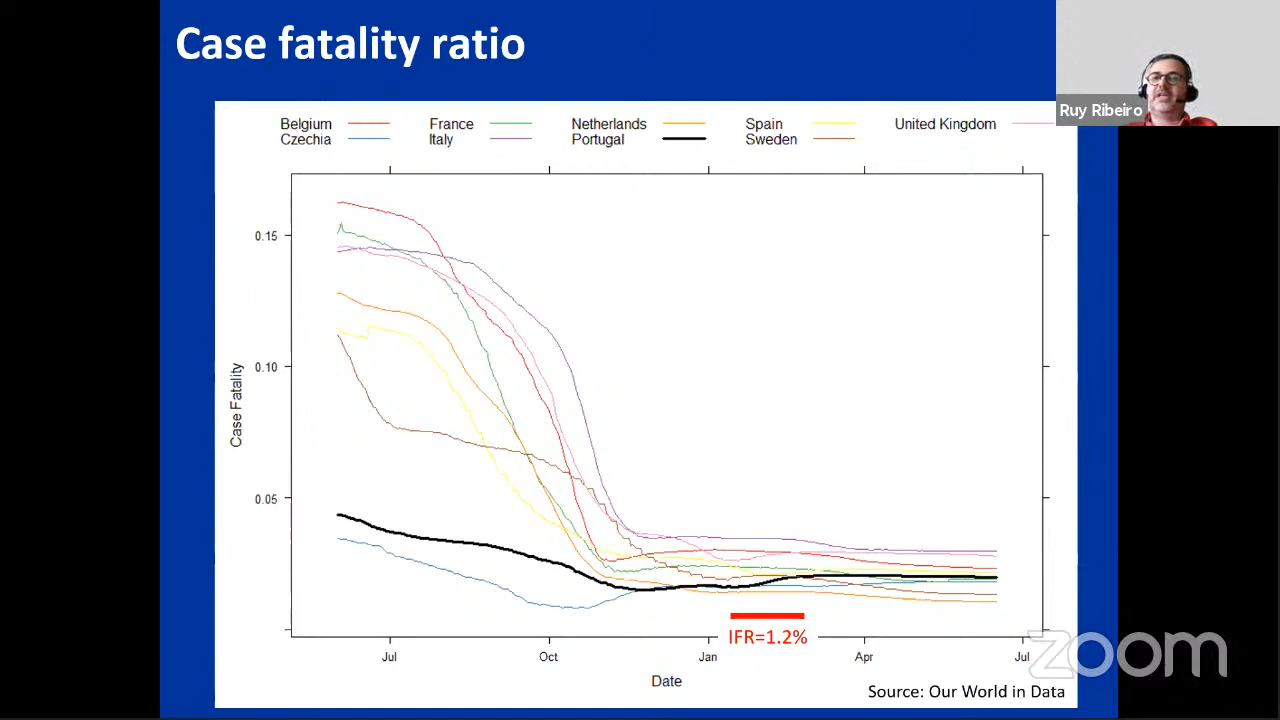 Case fatality ratio
Ruy Ribeiro
Belgium France Netherlands Spain United Kingdom
Czechia Italy Portugal Sweden
0.15
0.10
0.05
Case Fatality
IFR=1.2%
Jul Oct Jan Apr Jul
Date
Source: Our World in Data
zoom